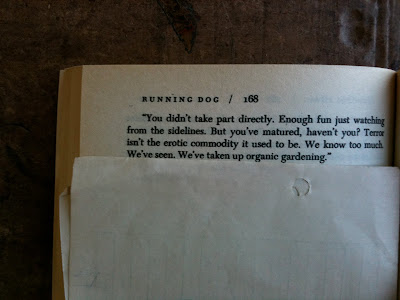 RUNNING DOG / 168
"You didn't take part directly. Enough fun just watching
from the sidelines. But you've matured, haven't you? Terror
isn't the erotic commodity it used to be. We know too much.
We've seen. We've taken up organic gardening."